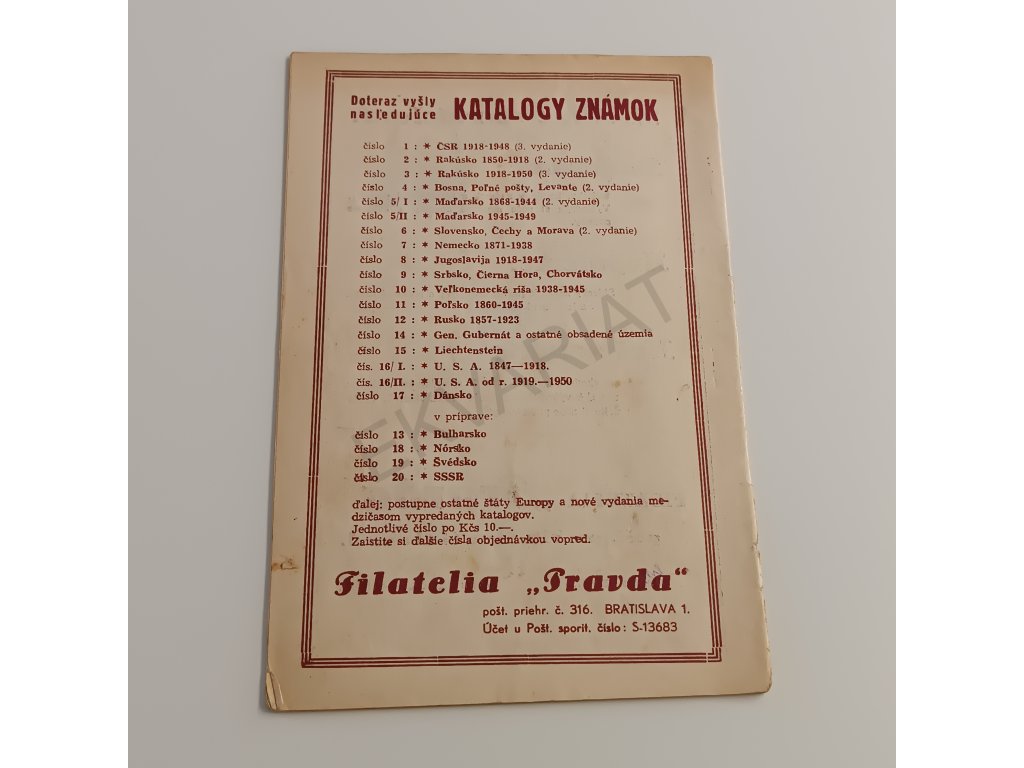 Doteraz vyšly
nasledujúce KATALOGY ZNÁMOK
číslo 1 : * ČSR 1918-1948 (3. vydanie)
číslo 2 : * Rakúsko 1850-1918 (2. vydanie)
číslo 3 : * Rakúsko 1918-1950 (3. vydanie)
číslo 4 : * Bosna, Poľné pošty, Levante (2. vydanie)
číslo 5/ I : * Maďarsko 1868-1944 (2. vydanie)
číslo 5/II : * Maďarsko 1945-1949
číslo 6 : * Slovensko, Čechy a Morava (2. vydanie)
číslo 7 : * Nemecko 1871-1938
číslo 8 : * Jugoslavija 1918-1947
číslo 9 : * Srbsko, Čierna Hora, Chorvátsko
číslo 10 : * Veľkonemecká ríša 1938-1945
číslo 11 : * Poľsko 1860-1945
číslo 12 : * Rusko 1857-1923
číslo 14 : * Gen. Gubernát a ostatné obsadené územia
číslo 15 : * Liechtenstein
čís. 16/ I. : * U. S. A. 1847—1918.
čís. 16/II. : * U. S. A. od r. 1919.—1950
číslo 17 : * Dánsko
v príprave:
číslo 13 : * Bulharsko
číslo 18 : * Nórsko
číslo 19 : * Švédsko
číslo 20 : * SSSR
ďalej: postupne ostatné štáty Europy a nové vydania me-
dzičasom vypredaných katalogov.
Jednotlivé číslo po Kčs 10.—.
Zaistite si ďalšie čísla objednávkou vopred.
Filatelia „Pravda"
pošt. priehr. č. 316. BRATISLAVA 1.
Účet u Pošt. sporit. číslo: S-13683
EKVARIAT